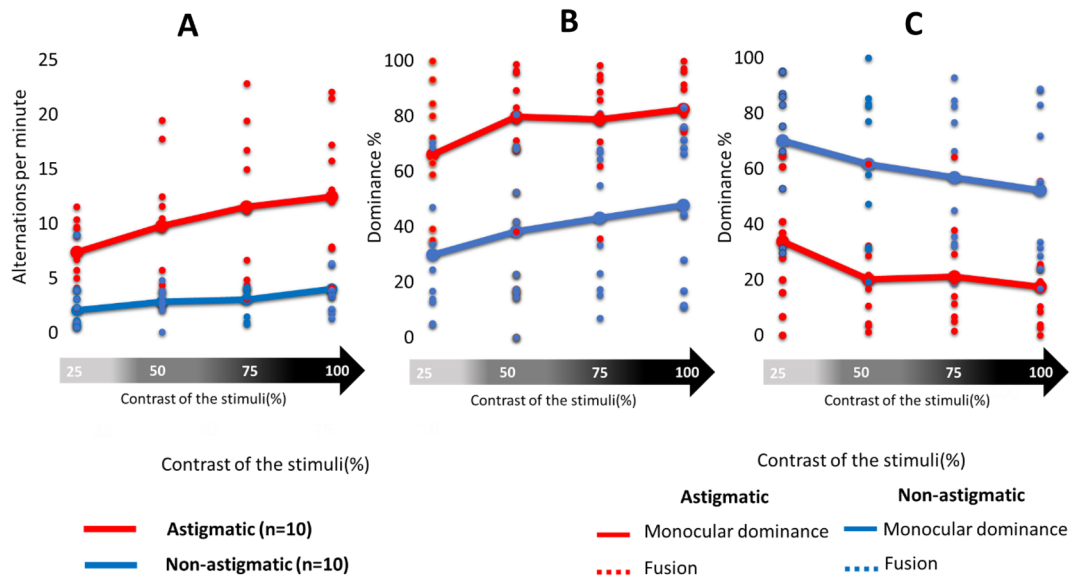 A
B
C
Alternations per minute
25
20
15
10
5
0
Dominance %
100
80
60
40
20
0
Dominance %
100
80
60
40
20
0
25 50 75 100
25 50 75 100
25 50 75 100
Contrast of the stimuli(%)
Contrast of the stimuli(%)
Contrast of the stimuli(%)
Contrast of the stimuli(%)
Contrast of the stimuli(%)
Astigmatic (n=10)
Non-astigmatic (n=10)
Astigmatic
Monocular dominance
Fusion
Non-astigmatic
Monocular dominance
Fusion